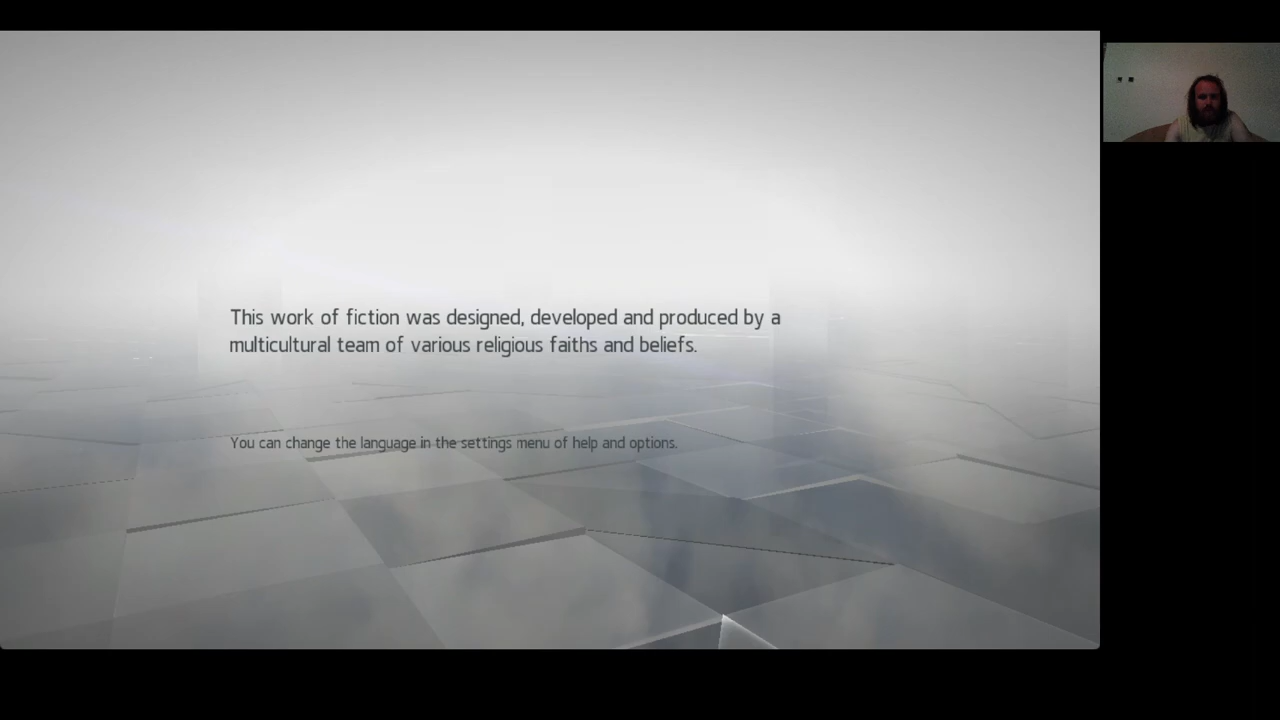 This work of fiction was designed, developed and produced by a
multicultural team of various religious faiths and beliefs.
You can change the language in the settings menu of help and options.